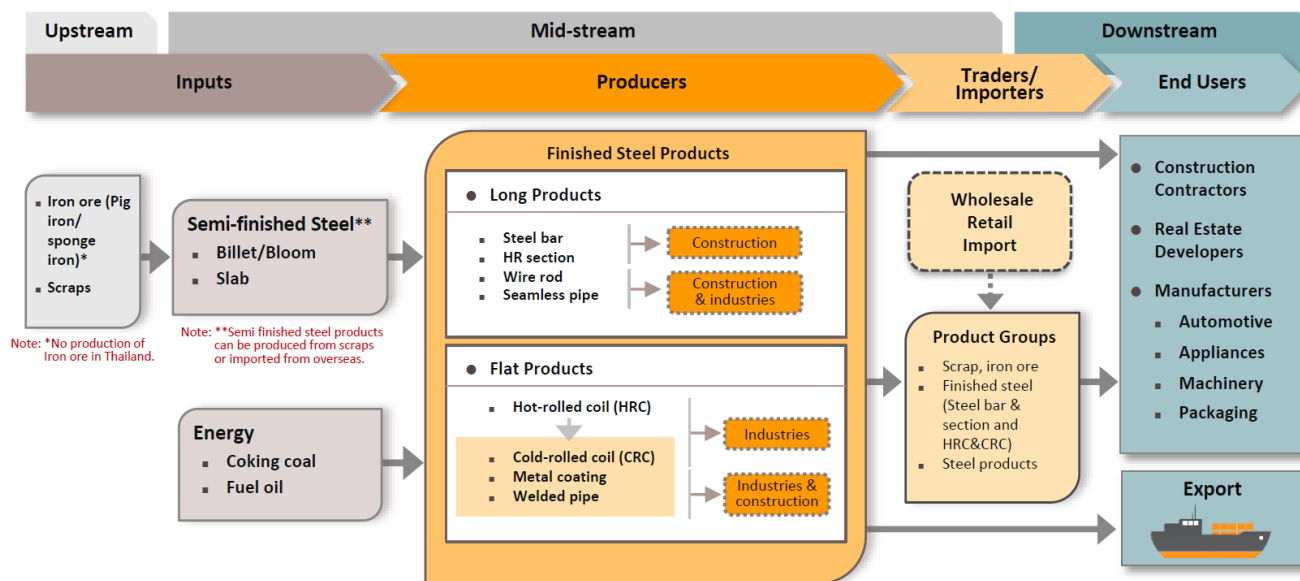 Upstream
Mid-stream
Downstream
Inputs
Producers
Traders/
Importers
End Users
Iron ore (Pig
iron/
sponge
iron)*
Scraps
Note: *No production of
Iron ore in Thailand.
Semi-finished Steel**
Billet/Bloom
Slab
Note: **Semi finished steel products
can be produced from scraps
or imported from overseas.
Energy
Coking coal
Fuel oil
Finished Steel Products
Long Products
Steel bar
HR section
Wire rod
Seamless pipe
Construction
Construction
& industries
Flat Products
Hot-rolled coil (HRC)
Cold-rolled coil (CRC)
Metal coating
Welded pipe
Industries
Industries &
construction
Wholesale
Retail
Import
Product Groups
Scrap, iron ore
Finished steel
(Steel bar &
section and
HRC&CRC)
Steel products
Construction
Contractors
Real Estate
Developers
Manufacturers
Automotive
Appliances
Machinery
Packaging
Export